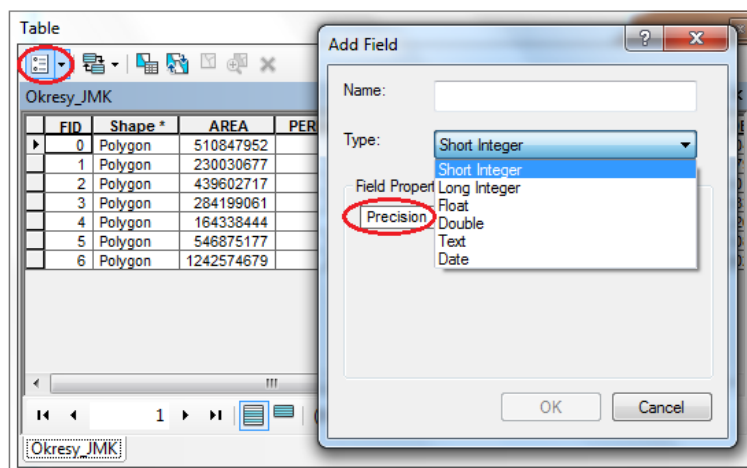 Table
Add Field
Okresy_JMK
FID Shape * AREA PER
0 Polygon 510847952
1 Polygon 230030677
2 Polygon 439602717
3 Polygon 284199061
4 Polygon 164338444
5 Polygon 546875177
6 Polygon 1242574679
1
Okresy_JMK
Name:
Type: Short Integer
Short Integer
Long Integer
Float
Double
Text
Date
Field Propert
Precision
OK Cancel